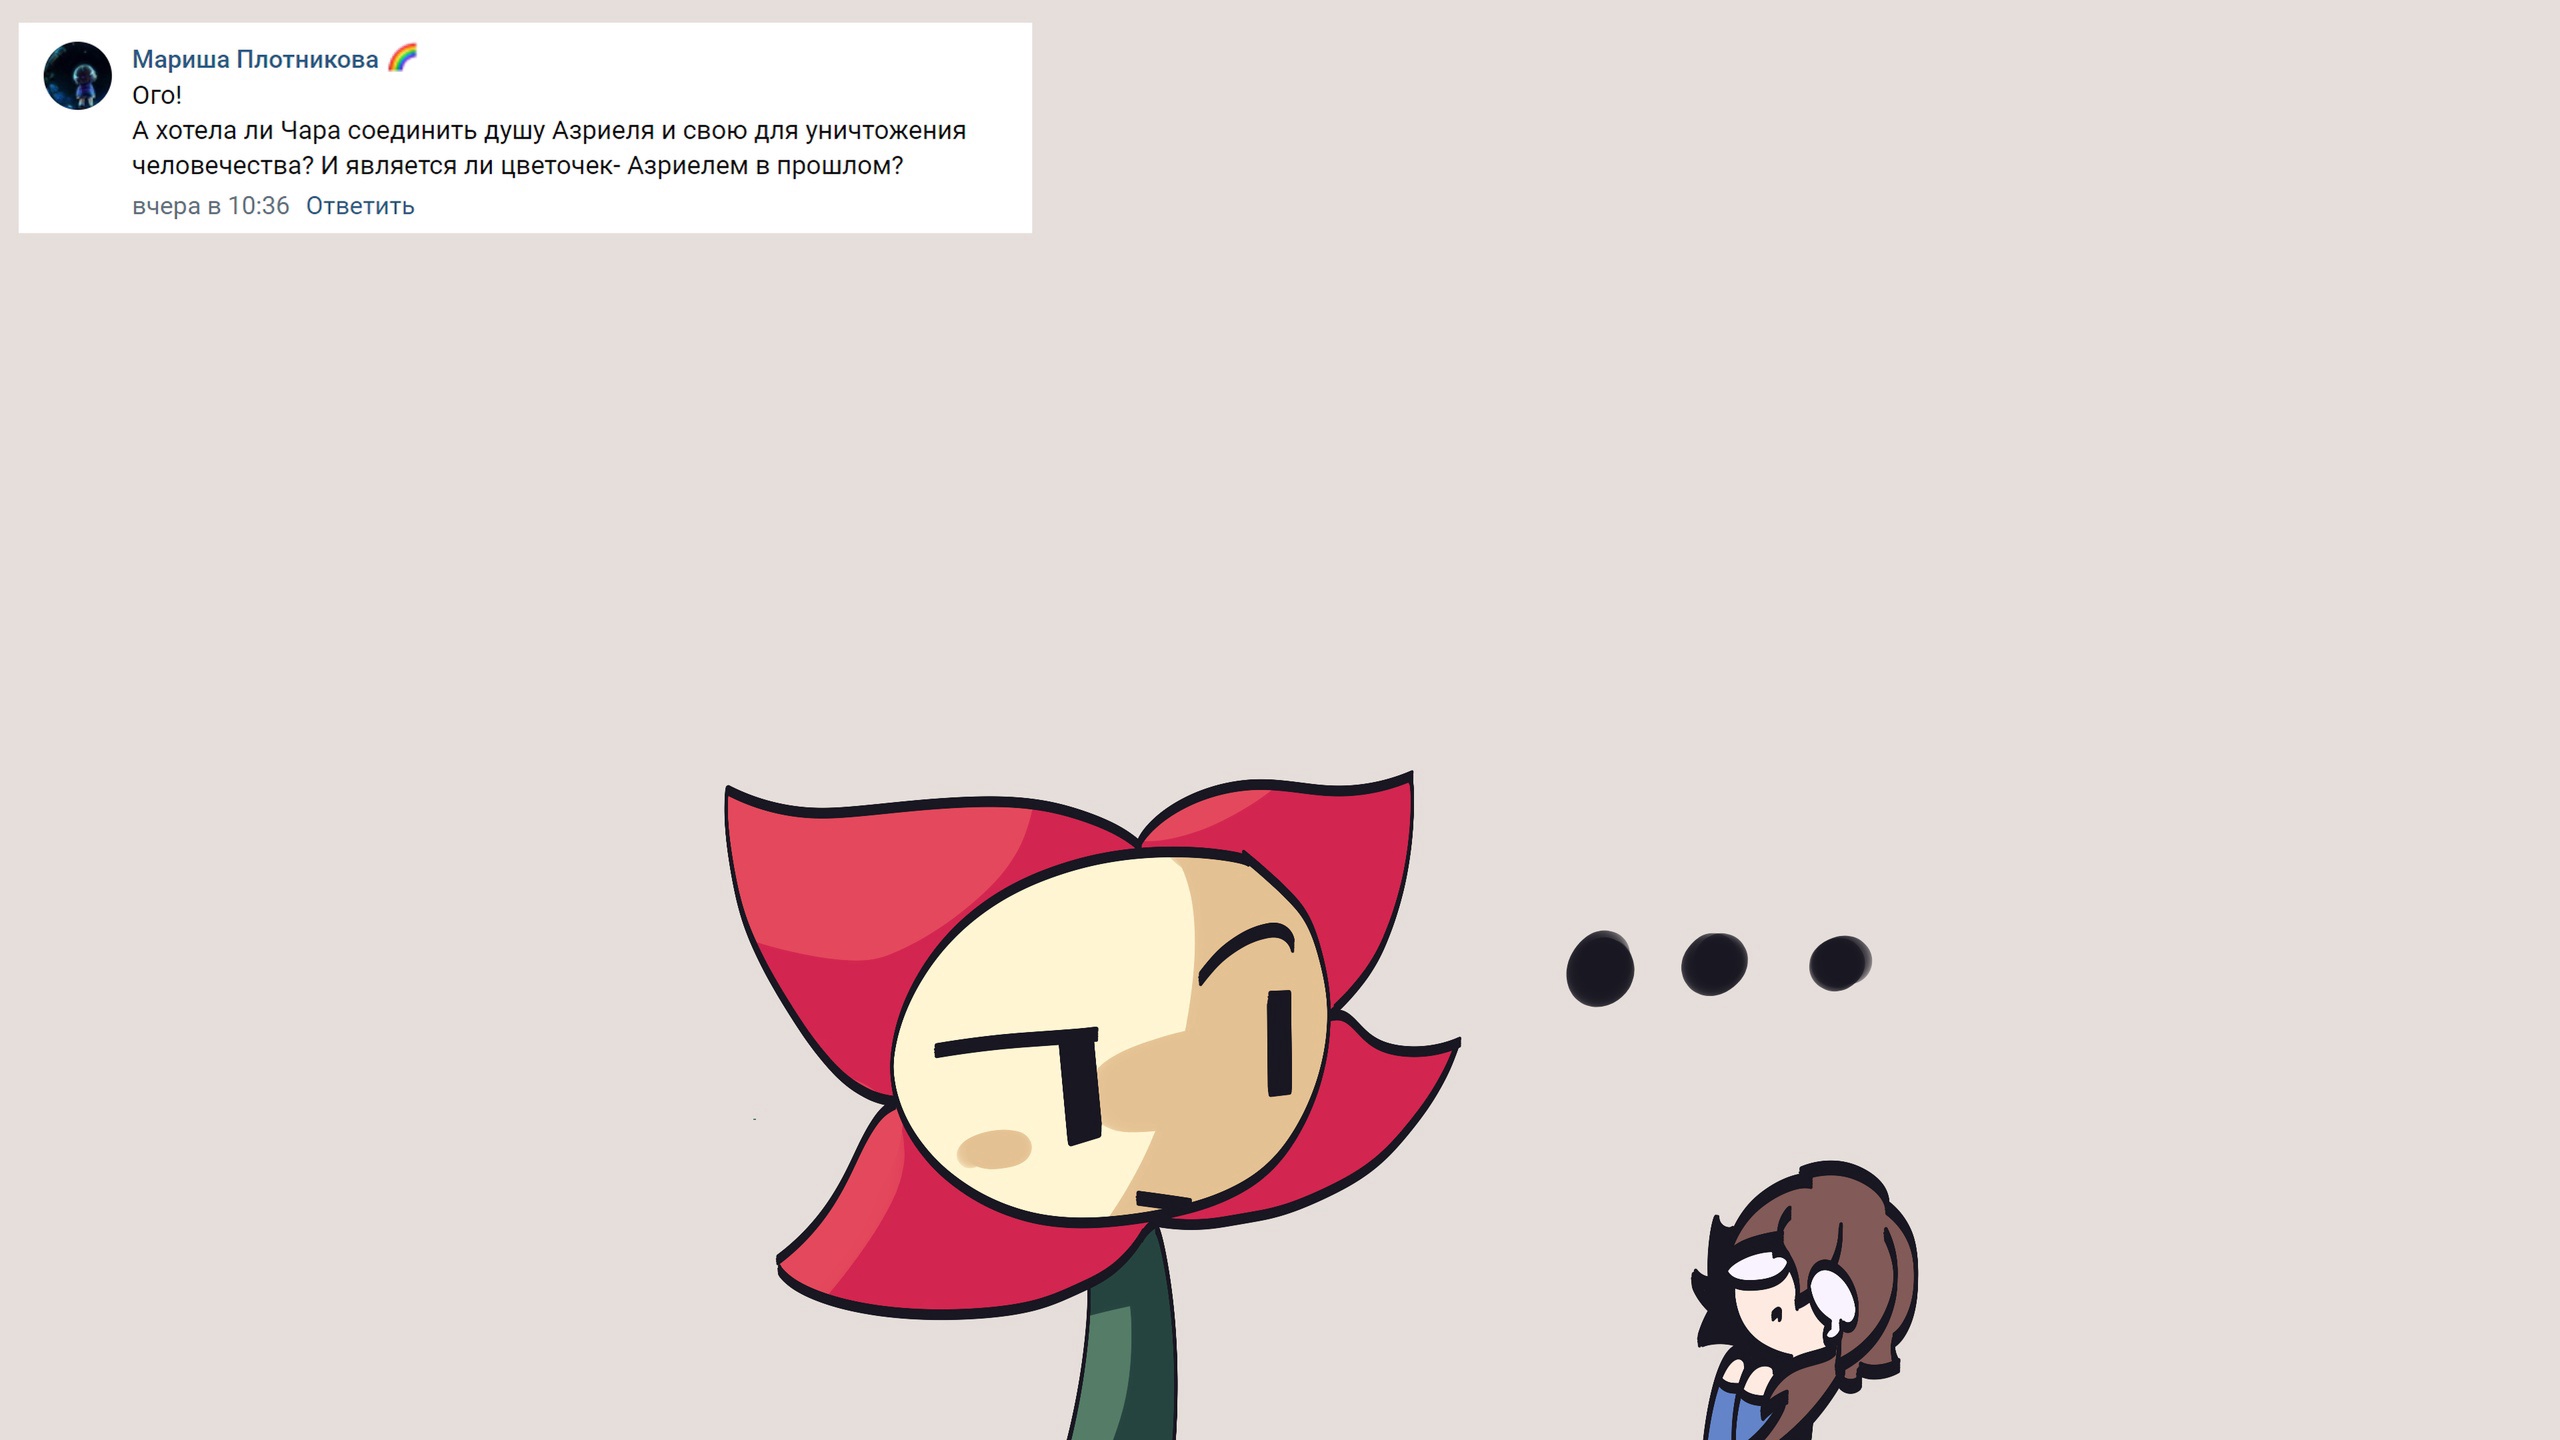 Мариша Плотникова 🌈
Ого!
А хотела ли Чара соединить душу Азриеля и свою для уничтожения
человечества? И является ли цветочек- Азриелем в прошлом?
вчера в 10:36 Ответить
...